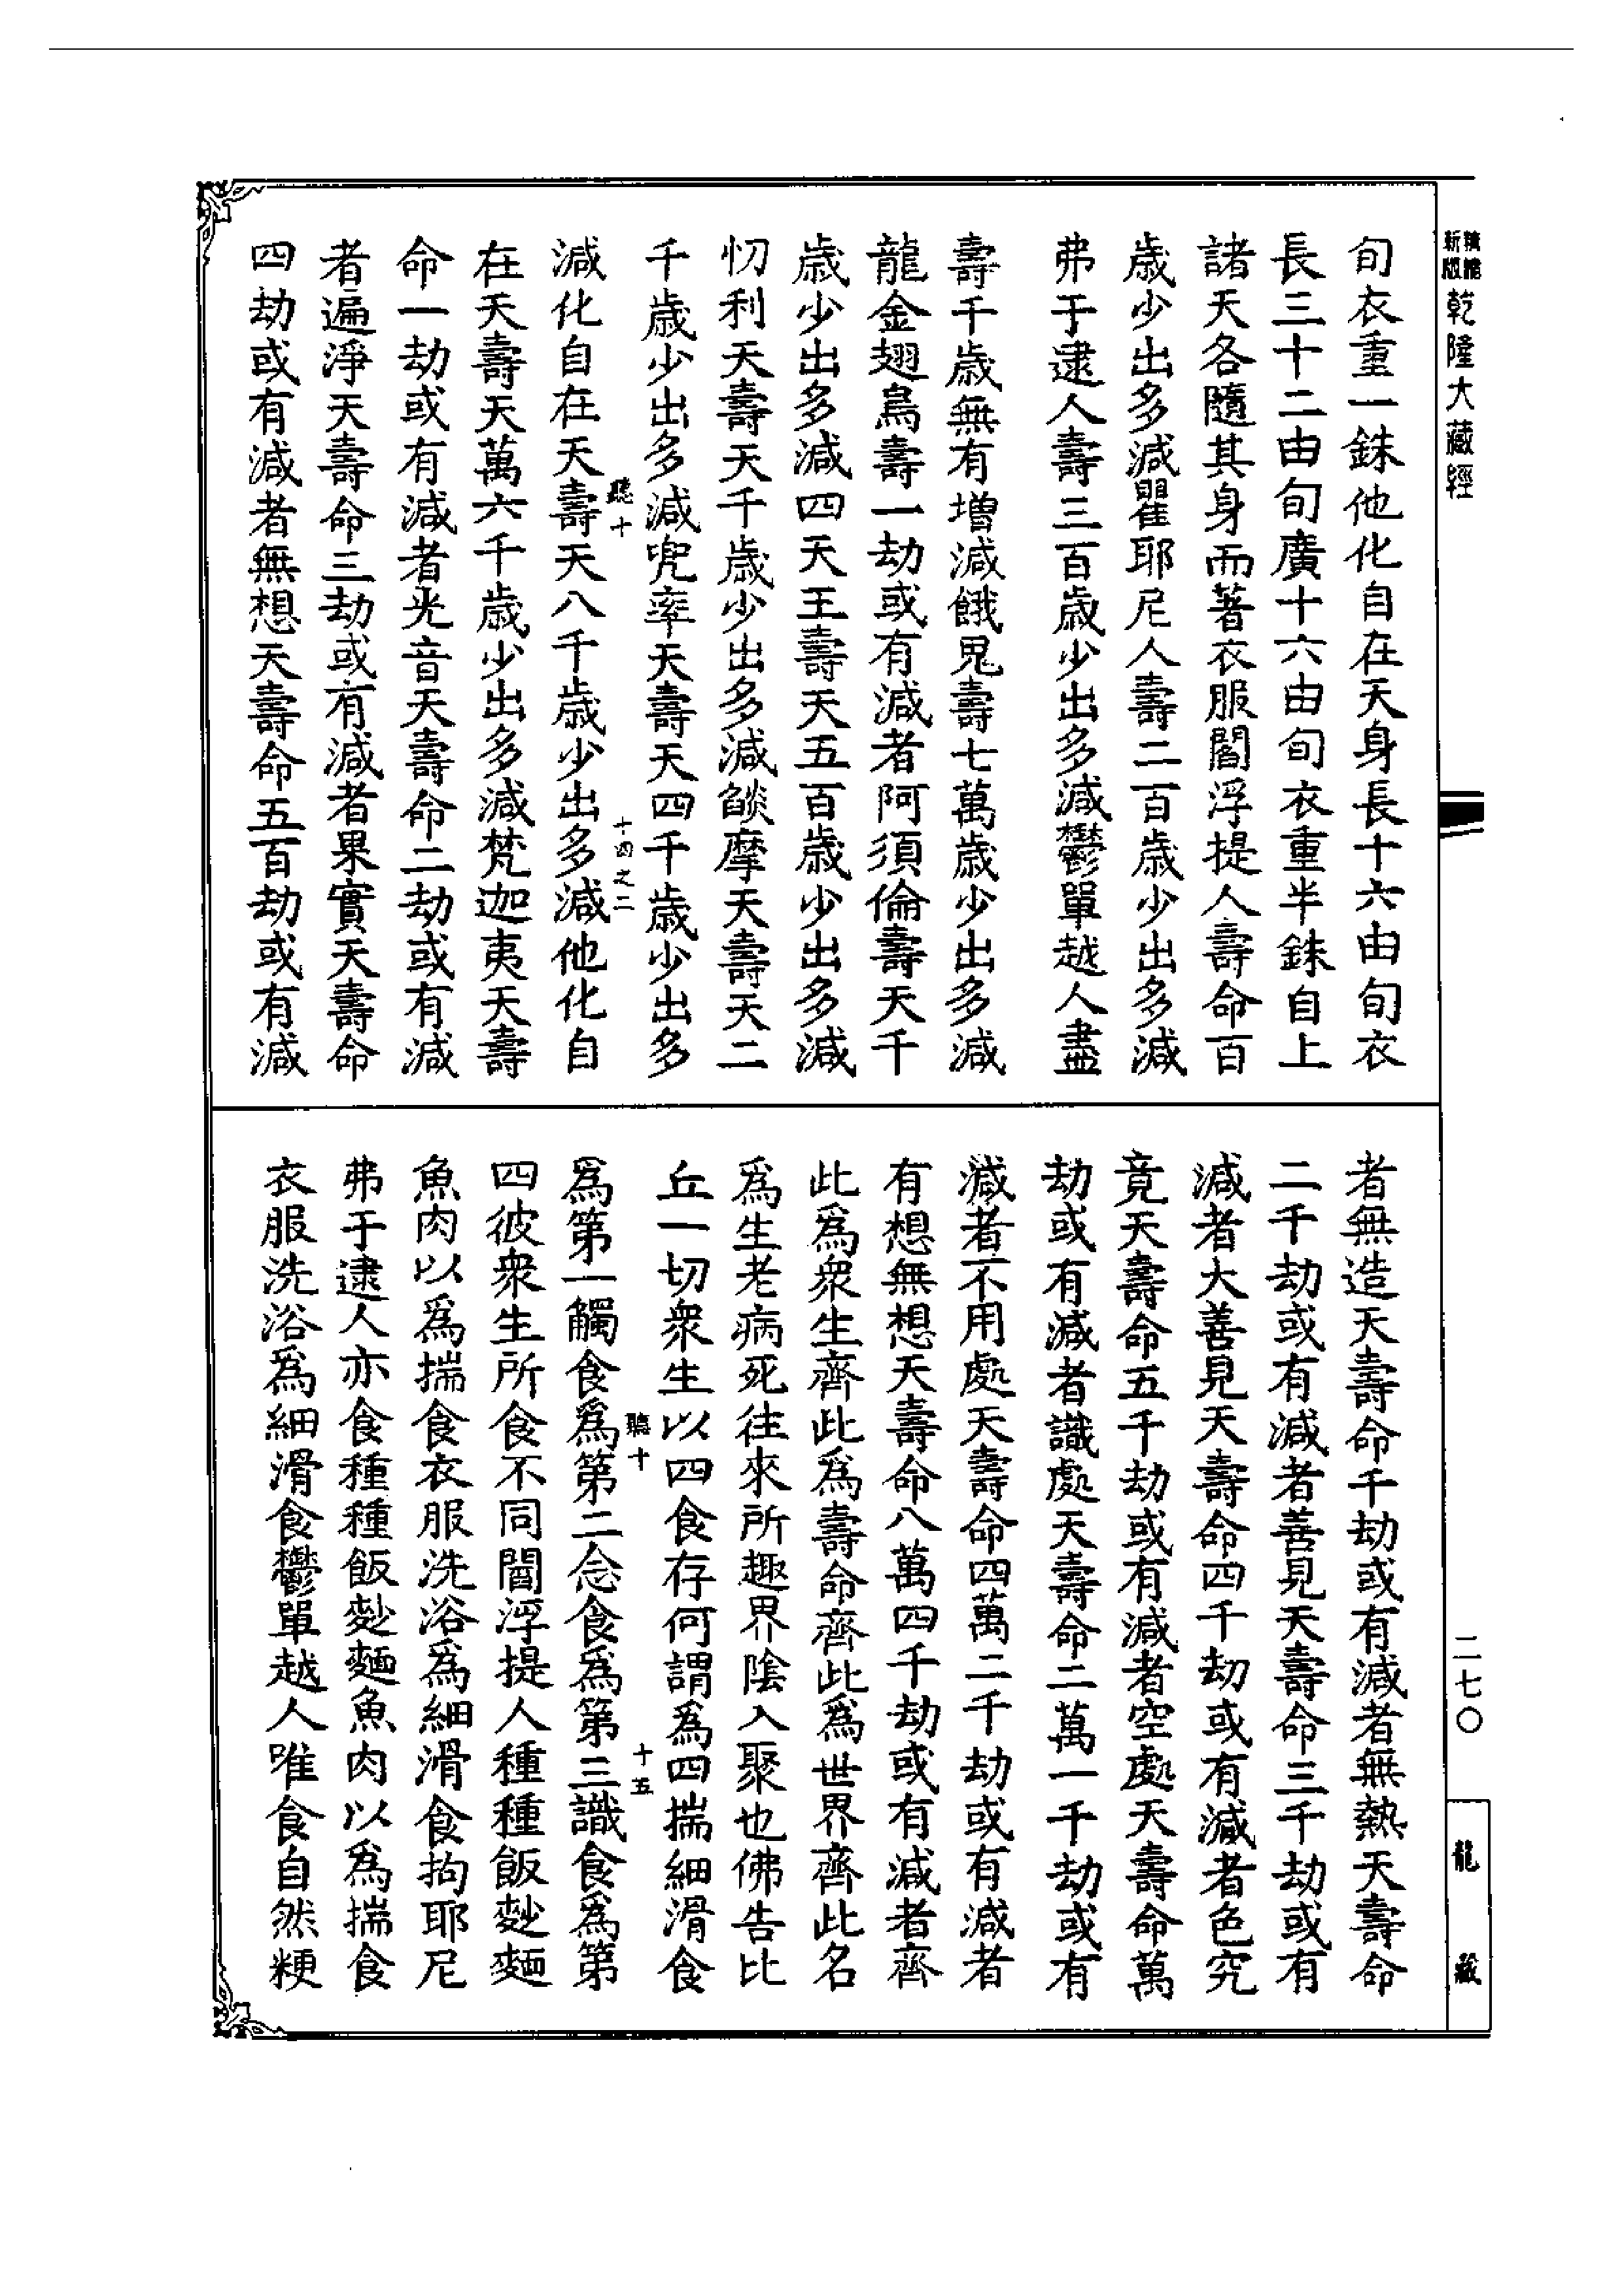 乾隆大藏經
旬衣重一銖他化自在天身長十六由旬衣
長三十二由旬廣十六由旬衣重半銖自上
諸天各隨其身而著衣服閻浮提人壽命百
歲少出多減瞿耶尼人壽二百歲少出多減
弗于逮人壽三百歲少出多減鬱單越人盡
壽千歲無有增減餓鬼壽七萬歲少出多減
龍金翅鳥壽一劫或有減者阿須倫壽天千
歲少出多減四天王壽天五百歲少出多減
忉利天壽天千歲少出多減𦦨摩天壽天二
千歲少出多減兜率天壽天四千歲少出多
聽十
十四之二
減化自在天壽天八千歲少出多減他化自
在天壽天萬六千歲少出多減梵迦夷天壽
命一劫或有減者光音天壽命二劫或有減
者遍淨天壽命三劫或有減者果實天壽命
四劫或有減者無想天壽命五百劫或有減
者無造天壽命千劫或有減者無熱天壽命
二千劫或有減者善見天壽命三千劫或有
減者大善見天壽命四千劫或有減者色究
竟天壽命五千劫或有減者空處天壽命萬
劫或有減者識處天壽命二萬一千劫或有
減者不用處天壽命四萬二千劫或有減者
有想無想天壽命八萬四千劫或有減者齊
此爲衆生齊此爲壽命齊此爲世界齊此名
爲生老病死往來所趣界陰入聚也佛告比
丘一切衆生以四食存何謂爲四揣細滑食
聽十
十五
爲第一觸食爲第二念食爲第三識食爲第
四彼衆生所食不同閻浮提人種種飯麨麵
魚肉以爲揣食衣服洗浴爲細滑食拘耶尼
弗于逮人亦食種種飯麨麵魚肉以爲揣食
衣服洗浴爲細滑食鬱單越人唯食自然粳
二七〇
龍藏